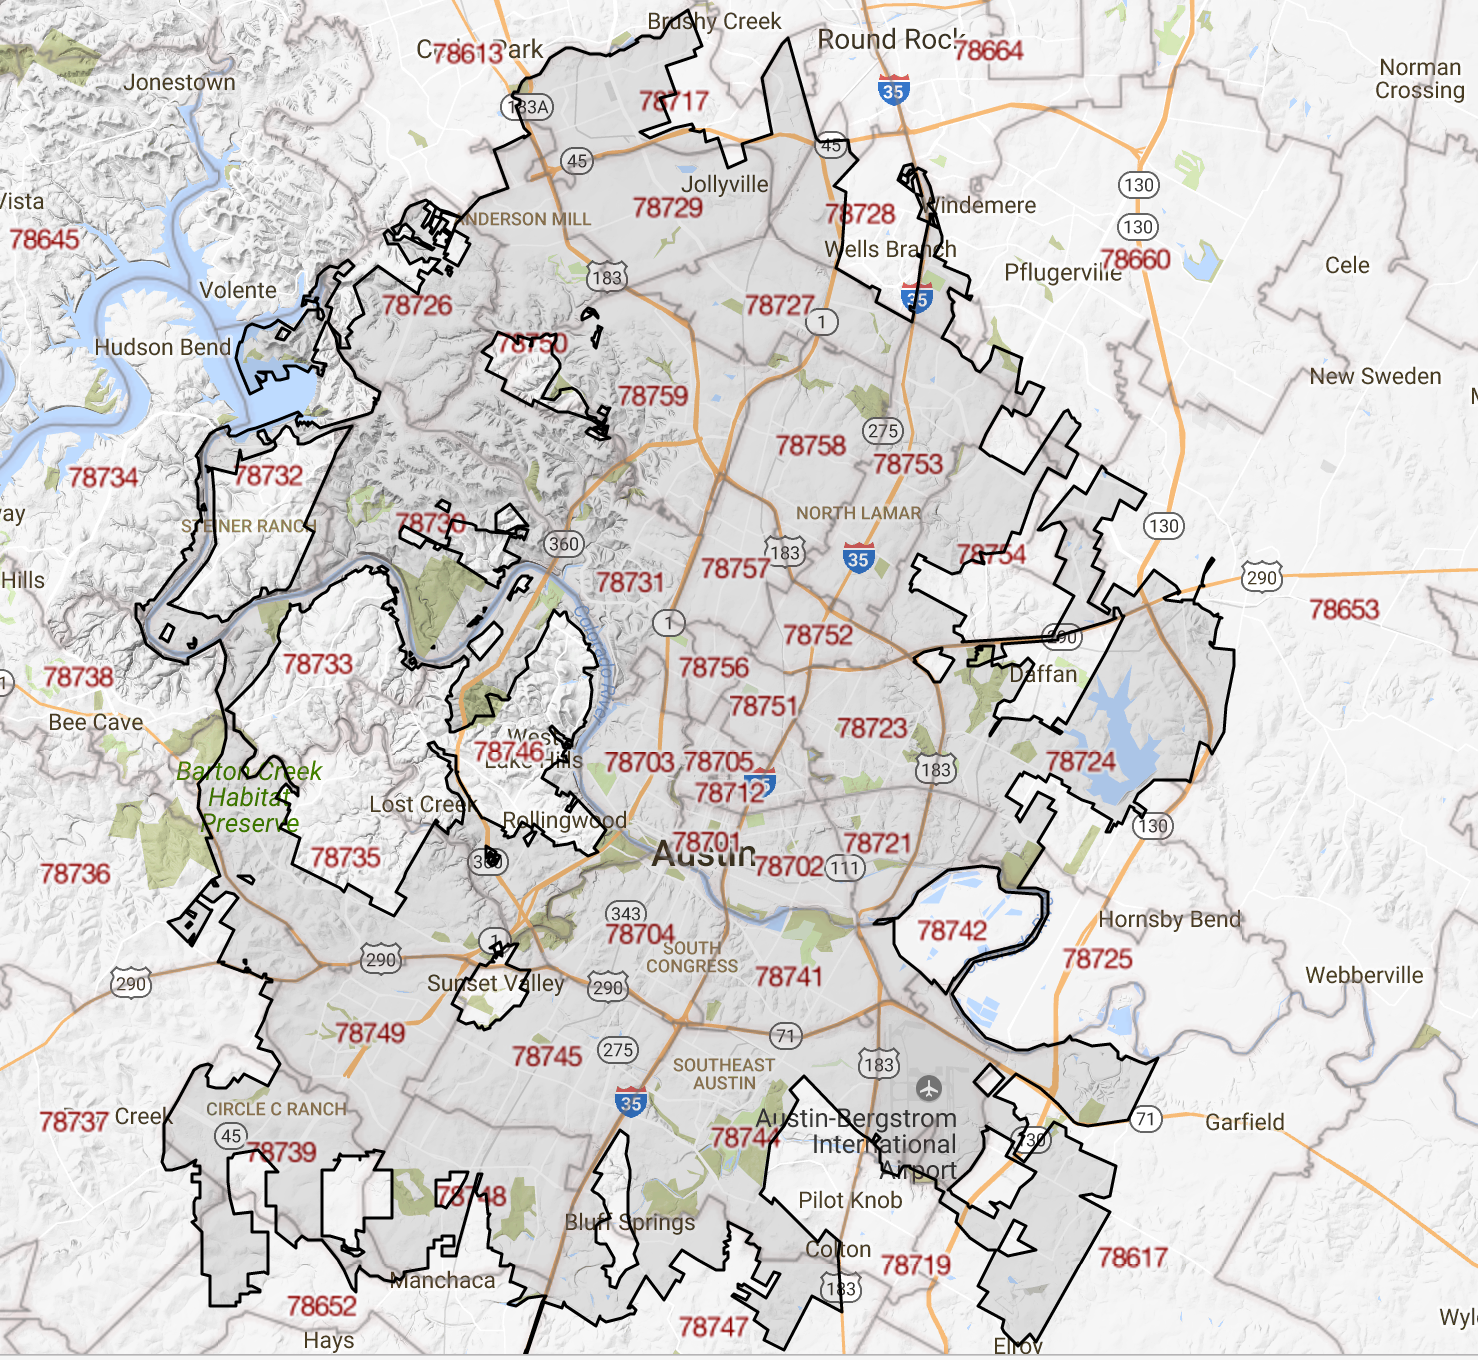 Brushy Creek
Round Rock
78664
78613
Jonestown
Norman
Crossing
183A
78717
35
45
45
130
Jollyville
Vista
78729
78728
Windemere
ANDERSON MILL
130
78645
Wells Branch
78660
Pflugerville
Cele
183
Volente
78726
78727
35
1
Hudson Bend
78750
New Sweden
78759
78758
275
78753
78734
78732
NORTH LAMAR
STEINER RANCH
78730
130
360
183
35
78754
78757
Hills
78731
290
78653
1
78752
290
78733
78756
78738
Daffan
Colorado River
78751
Bee Cave
78723
West
Lake Hills
78746
78703
78705
78724
183
Barton Creek
Habitat
Preserve
35
78712
Lost Creek
Rollingwood
130
78701
78721
Austin
78735
360
78702
111
78736
343
78704
78742
Hornsby Bend
SOUTH
CONGRESS
1
290
78725
78741
Webberville
290
Sunset Valley
290
78749
71
275
78745
SOUTHEAST
AUSTIN
183
35
CIRCLE C RANCH
Austin-Bergstrom
International
Airport
78737
Creek
71
Garfield
45
78744
130
78739
78748
Pilot Knob
Bluff Springs
Colton
78719
78617
Manchaca
183
78652
78747
Hays
Elroy